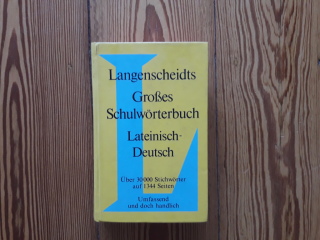 Langenscheidts
Großes
Schulwörterbuch
Lateinisch-
Deutsch
Über 30000 Stichwörter
auf 1344 Seiten
Umfassend
und doch handlich